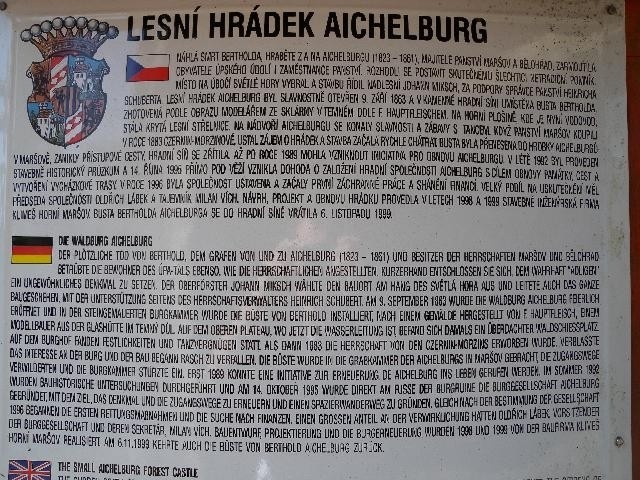 LESNÍ HRÁDEK AICHELBURG
NÁHLÁ SMRT BERTHOLDA, HRABĚTE Z A NA AICHELBURGU (1823 – 1861), MAJITELE PANSTVÍ MARŠOV A BĚLOHRAD, ZARMOUTILA
OBYVATELE ÚPSKÉHO ÚDOLÍ I ZAMĚSTNANCE PANSTVÍ. ROZHODLI SE POSTAVIT SKUTEČNÉMU ŠLECHTICI NETRADIČNÍ POMNÍK.
MÍSTO NA ÚBOČÍ SVĚTLÉ HORY VYBRAL A STAVBU ŘÍDIL NADLESNÍ JOHANN MIKSCH, ZA PODPORY SPRÁVCE PANSTVÍ HEINRICHA
SCHUBERTA. LESNÍ HRÁDEK AICHELBURG BYL SLAVNOSTNĚ OTEVŘEN 9. ZÁŘÍ 1863 A V KAMENNÉ HRADNÍ SÍNI UMÍSTĚNA BUSTA BERTHOLDA,
ZHOTOVENÁ PODLE OBRAZU MODELÁŘEM ZE SKLÁRNY V TEMNÉM DOLE F. HAUPTFLEISCHEM. NA HORNÍ PLOŠINĚ, KDE JE NYNÍ VODOVOD,
STÁLA KRYTÁ LESNÍ STŘELNICE. NA NÁDVOŘÍ AICHELBURGU SE KONALY SLAVNOSTI A ZÁBAVY S TANCEM. KDYŽ PANSTVÍ MARŠOV KOUPILI
V ROCE 1883 CZERNIN-MORZINOVÉ, USTAL ZÁJEM O HRÁDEK A STAVBA ZAČALA RYCHLE CHÁTRAT. BUSTA BYLA PŘENESENA DO HROBKY AICHELBURGŮ
V MARŠOVĚ, ZANIKLY PŘÍSTUPOVÉ CESTY, HRADNÍ SÍŇ SE ZŘÍTILA. AŽ PO ROCE 1989 MOHLA VZNIKNOUT INICIATIVA PRO OBNOVU AICHELBURGU. V LÉTĚ 1992 BYL PROVEDEN
STAVEBNĚ HISTORICKÝ PRŮZKUM A 14. ŘÍJNA 1995 PŘÍMO POD VĚŽÍ VZNIKLA DOHODA O ZALOŽENÍ HRADNÍ SPOLEČNOSTI AICHELBURG S CÍLEM OBNOVY PAMÁTKY, CEST A
VYTVOŘENÍ VYCHÁZKOVÉ TRASY. V ROCE 1996 BYLA SPOLEČNOST USTAVENA A ZAČALY PRVNÍ ZÁCHRANNÉ PRÁCE A SHÁNĚNÍ FINANCÍ. VELKÝ PODÍL NA USKUTEČNĚNÍ MĚL
PŘEDSEDA SPOLEČNOSTI OLDŘICH LÁBEK A TAJEMNÍK MILAN VÍCH. NÁVRH, PROJEKT A OBNOVU HRÁDKU PROVEDLA V LETECH 1998 A 1999 STAVEBNĚ INŽENÝRSKÁ FIRMA
KLIMEŠ HORNÍ MARŠOV. BUSTA BERTHOLDA AICHELBURGA SE DO HRADNÍ SÍNĚ VRÁTILA 6. LISTOPADU 1999.
DIE WALDBURG AICHELBURG
DER PLÖTZLICHE TOD VON BERTHOLD, DEM GRAFEN VON UND ZU AICHELBURG (1823 – 1861) UND BESITZER DER HERRSCHAFTEN MARŠOV UND BĚLOHRAD
BETRÜBTE DIE BEWOHNER DES ÚPA-TALS EBENSO, WIE DIE HERRSCHAFTLICHEN ANGESTELLTEN. KURZERHAND ENTSCHLOSSEN SIE SICH, DEM WAHRHAFT "ADLIGEN"
EIN UNGEWÖHNLICHES DENKMAL ZU SETZEN. DER OBERFÖRSTER JOHANN MIKSCH WÄHLTE DEN BAUORT AM HANG DES SVĚTLÁ HORA AUS UND LEITETE AUCH DAS GANZE
BAUGESCHEHEN. MIT DER UNTERSTÜTZUNG SEITENS DES HERRSCHAFTSVERWALTERS HEINRICH SCHUBERT. AM 9. SEPTEMBER 1863 WURDE DIE WALDBURG AICHELBURG FEIERLICH
ERÖFFNET UND IN DER STEINGEMAUERTEN BURGKAMMER WURDE DIE BÜSTE VON BERTHOLD INSTALLIERT, NACH EINEM GEMÄLDE HERGESTELLT VON F. HAUPTFLEISCH, EINEM
MODELLBAUER AUS DER GLASHÜTTE IM TEMNÝ DŮL. AUF DEM OBEREN PLATEAU, WO JETZT DIE WASSERLEITUNG IST, BEFAND SICH DAMALS EIN ÜBERDACHTER WALDSCHIESSPLATZ.
AUF DEM BURGHOF FANDEN FESTLICHKEITEN UND TANZVERGNÜGEN STATT. ALS DANN 1883 DIE HERRSCHAFT VON DER CZERNIN-MORZINS ERWORBEN WURDE, VERBLASSTE
DAS INTERESSE AN DER BURG UND DER BAU BEGANN RASCH ZU VERFALLEN. DIE BÜSTE WURDE IN DIE GRABKAMMER DER AICHELBURGS IN MARŠOV GEBRACHT, DIE ZUGANGSWEGE
VERWILDERTEN UND DIE BURGKAMMER STÜRZTE EIN. ERST 1989 KONNTE EINE INITIATIVE ZUR ERNEUERUNG DE AICHELBURG INS LEBEN GERUFEN WERDEN. IM SOMMER 1992
WURDEN BAUHISTORISCHE UNTERSUCHUNGEN DURCHGEFÜHRT UND AM 14. OKTOBER 1995 WURDE DIREKT AM FUSSE DER BURGRUINE DIE BURGGESELLSCHAFT AICHELBURG
GEGRÜNDET, MIT DEM ZIEL, DAS DENKMAL UND DIE ZUGANGSWEGE ZU ERNEUERN UND EINEN SPAZIERWANDERWEG ZU GRÜNDEN. GLEICH NACH DER BESTIMMUNG DER GESELLSCHAFT
1996 BEGANNEN DIE ERSTEN RETTUNGSMASSNAHMEN UND DIE SUCHE NACH FINANZEN. EINEN GROSSEN ANTEIL AN DER VERWIRKLICHUNG HATTEN OLDŘICH LÁBEK, VORSITZENDER
DER BURGGESELLSCHAFT UND DEREN SEKRETÄR, MILAN VÍCH. BAUENTWURF, PROJEKTIERUNG UND DIE BURGERNEUERUNG WURDEN 1998 UND 1999 VON DER BAUFIRMA KLIMEŠ
HORNÍ MARŠOV REALISIERT. AM 6.11.1999 KEHRTE AUCH DIE BÜSTE VON BERTHOLD AICHELBURG ZURÜCK.
THE SMALL AICHELBURG FOREST CASTLE